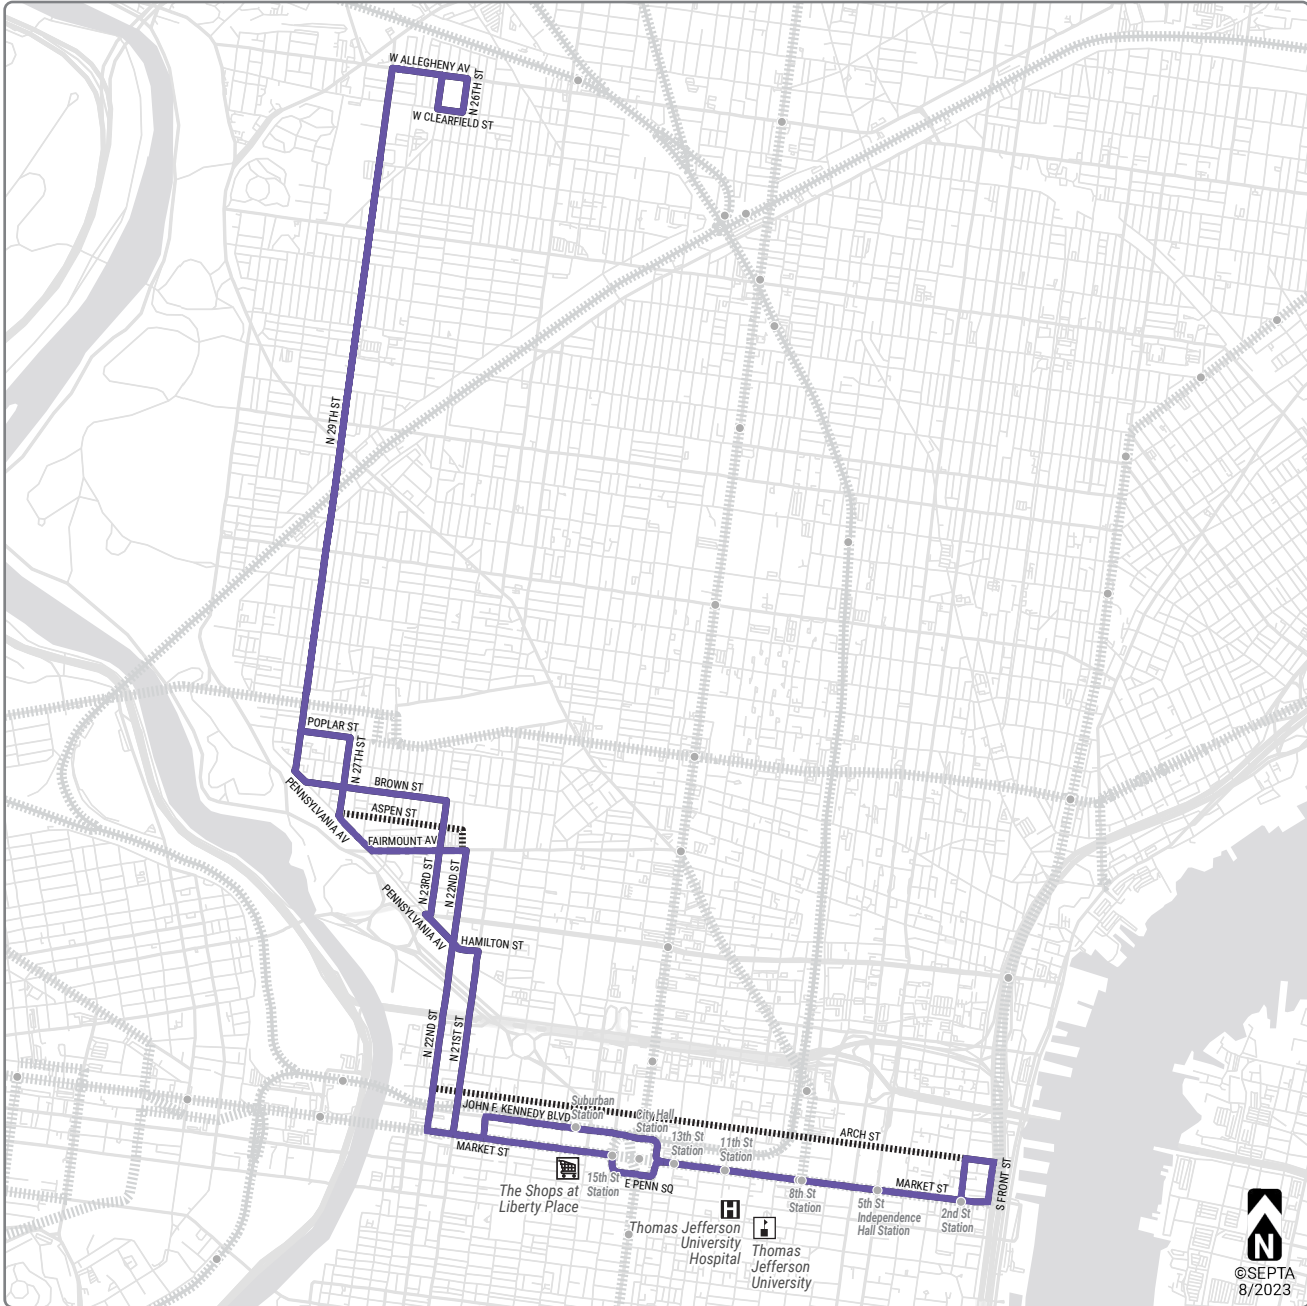 W ALLEGHENY AV
N 26TH ST
W CLEARFIELD ST
N 29TH ST
POPLAR ST
N 27TH ST
BROWN ST
PENNSYLVANIA AV
ASPEN ST
FAIRMOUNT AV
N 23RD ST
N 22ND ST
PENNSYLVANIA AV
HAMILTON ST
N 22ND ST
N 21ST ST
JOHN F. KENNEDY BLVD
Suburban
Station
City Hall
Station
ARCH ST
13th St
Station
11th St
Station
MARKET ST
15th St
Station
E PENN SQ
The Shops at
Liberty Place
8th St
Station
5th St
Independence
Hall Station
MARKET ST
2nd St
Station
S FRONT ST
H
Thomas Jefferson
University
Hospital
Thomas
Jefferson
University
N
©SEPTA
8/2023